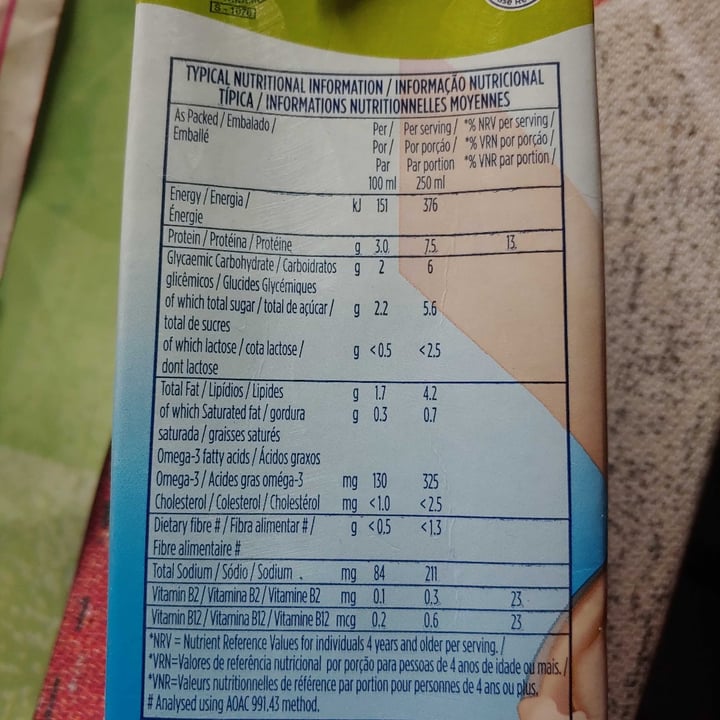 S - 1070
TYPICAL NUTRITIONAL INFORMATION / INFORMAÇÃO NUTRICIONAL
TÍPICA / INFORMATIONS NUTRITIONNELLES MOYENNES
As Packed / Embalado / Per / Per serving / *% NRV per serving /
Emballé Por / Por porção / *% VRN por porção /
Par Par portion *% VNR par portion /
100 ml 250 ml
Energy / Energia / kJ 151 376
Énergie
Protein / Protéina / Protéine g 3.0 7.5 13
Glycaemic Carbohydrate / Carboidratos g 2 6
glicêmicos / Glucides Glycémiques
of which total sugar / total de açúcar / g 2.2 5.6
total de sucres
of which lactose / cota lactose / g <0.5 <2.5
dont lactose
Total Fat / Lipídios / Lipides g 1.7 4.2
of which Saturated fat / gordura g 0.3 0.7
saturada / graisses saturés
Omega-3 fatty acids / Ácidos graxos
Omega-3 / Acides gras oméga-3 mg 130 325
Cholesterol / Colesterol / Cholestérol mg <1.0 <2.5
Dietary fibre # / Fibra alimentar # / g <0.5 <1.3
Fibre alimentaire #
Total Sodium / Sódio / Sodium mg 84 211
Vitamin B2 / Vitamina B2 / Vitamine B2 mg 0.1 0.3 23
Vitamin B12 / Vitamina B12 / Vitamine B12 mcg 0.2 0.6 23
*NRV = Nutrient Reference Values for individuals 4 years and older per serving. /
*VRN=Valores de referência nutricional por porção para pessoas de 4 anos de idade ou mais. /
*VNR=Valeurs nutritionnelles de référence par portion pour personnes de 4 ans ou plus.
# Analysed using AOAC 991.43 method.